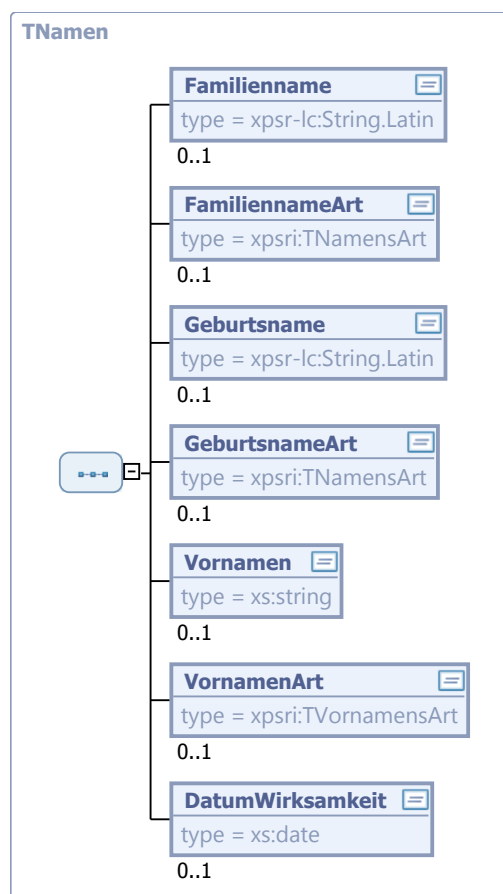 TNamen
Familienname
type = xpsr-lc:String.Latin
0..1
FamiliennameArt
type = xpsri:TNamensArt
0..1
Geburtsname
type = xpsr-lc:String.Latin
0..1
GeburtsnameArt
type = xpsri:TNamensArt
0..1
Vornamen
type = xs:string
0..1
VornamenArt
type = xpsri:TVornamensArt
0..1
DatumWirksamkeit
type = xs:date
0..1